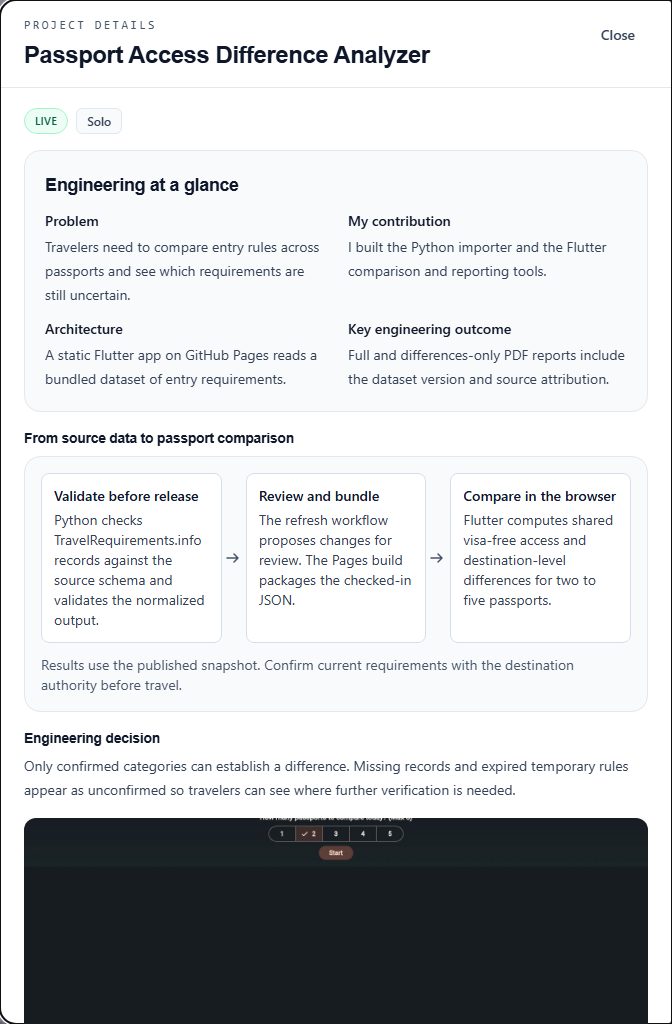 PROJECT DETAILS
Passport Access Difference Analyzer
Close
LIVE
Solo
Engineering at a glance
Problem
Travelers need to compare entry rules across
passports and see which requirements are
still uncertain.
My contribution
I built the Python importer and the Flutter
comparison and reporting tools.
Architecture
A static Flutter app on GitHub Pages reads a
bundled dataset of entry requirements.
Key engineering outcome
Full and differences-only PDF reports include
the dataset version and source attribution.
From source data to passport comparison
Validate before release
Python checks
TravelRequirements.info
records against the
source schema and
validates the normalized
output.
→
Review and bundle
The refresh workflow
proposes changes for
review. The Pages build
packages the checked-in
JSON.
→
Compare in the browser
Flutter computes shared
visa-free access and
destination-level
differences for two to
five passports.
Results use the published snapshot. Confirm current requirements with the destination
authority before travel.
Engineering decision
Only confirmed categories can establish a difference. Missing records and expired temporary rules
appear as unconfirmed so travelers can see where further verification is needed.
1 ✓ 2 3 4 5
Start